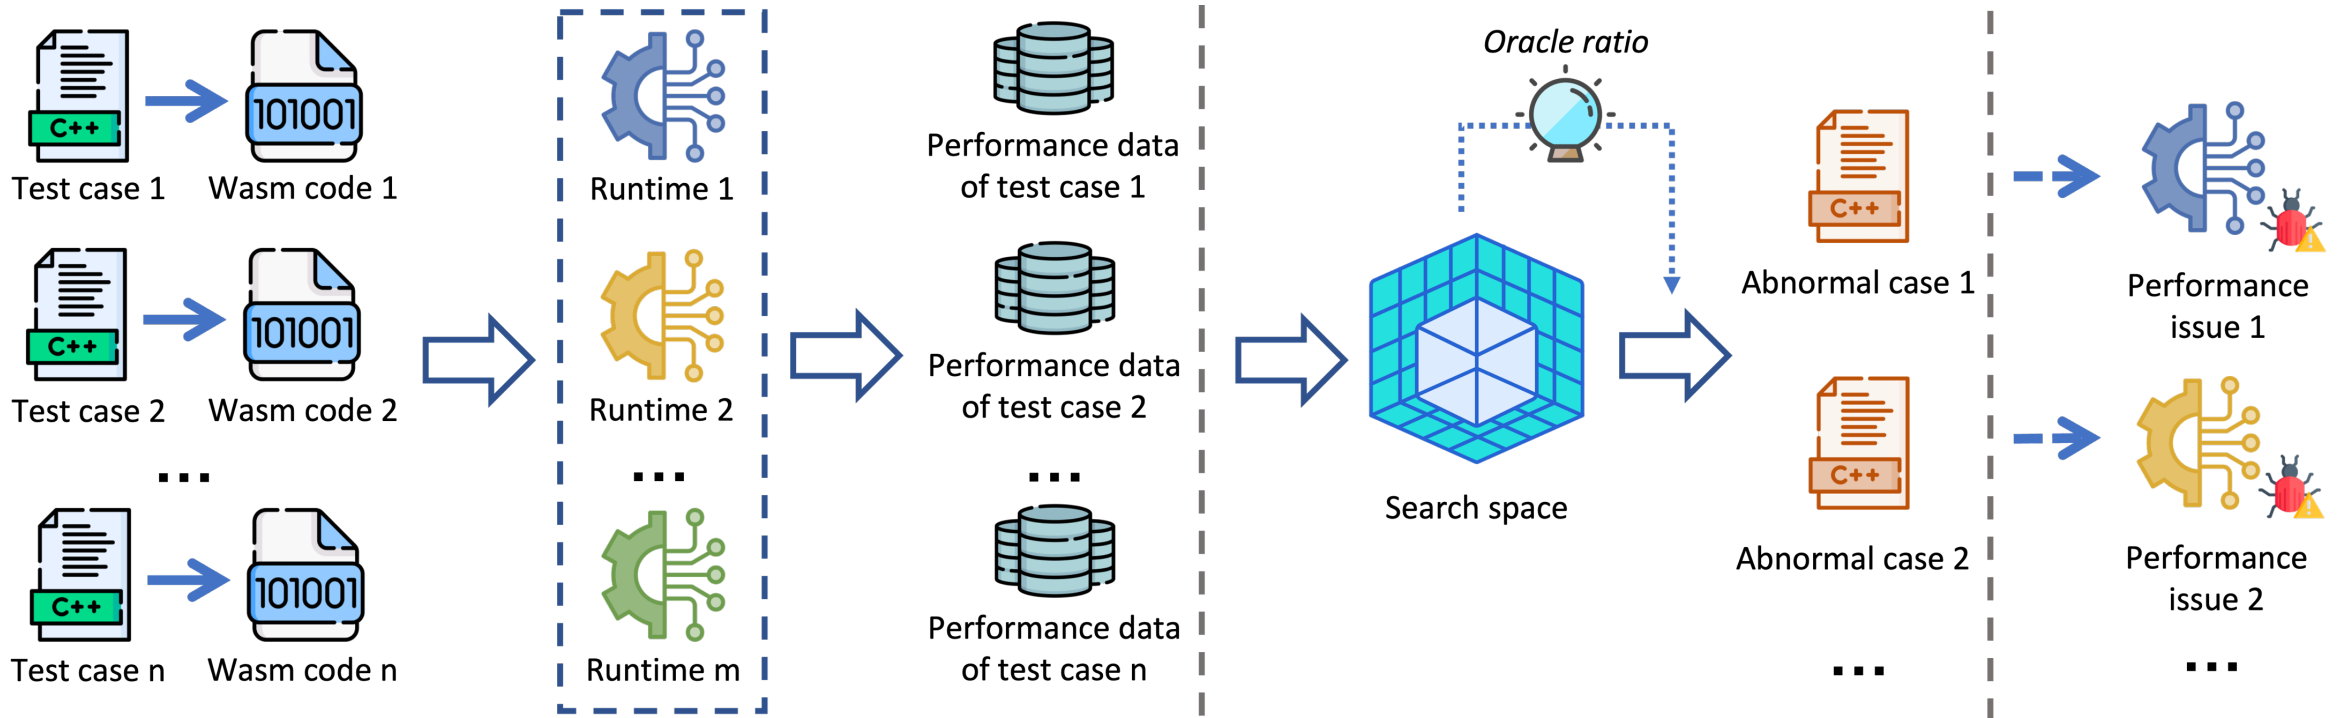 C++
101001
Test case 1
Wasm code 1
C++
101001
Test case 2
Wasm code 2
...
C++
101001
Test case n
Wasm code n
Runtime 1
Runtime 2
...
Runtime m
Performance data
of test case 1
Performance data
of test case 2
...
Performance data
of test case n
Oracle ratio
Search space
C++
Abnormal case 1
C++
Abnormal case 2
...
Performance
issue 1
Performance
issue 2
...